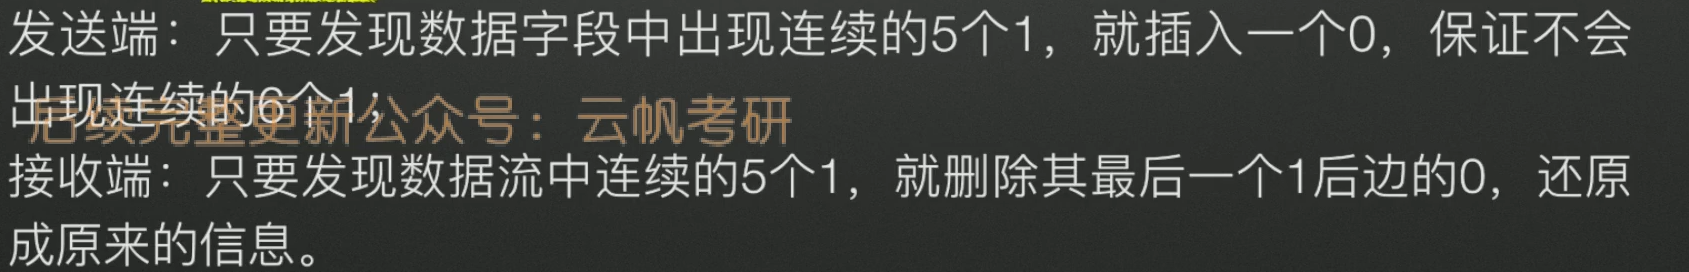 发送端：只要发现数据字段中出现连续的5个1，就插入一个0，保证不会
出现连续的6个1；
后续完整更新公众号：云帆考研
接收端：只要发现数据流中连续的5个1，就删除其最后一个1后边的0，还原
成原来的信息。